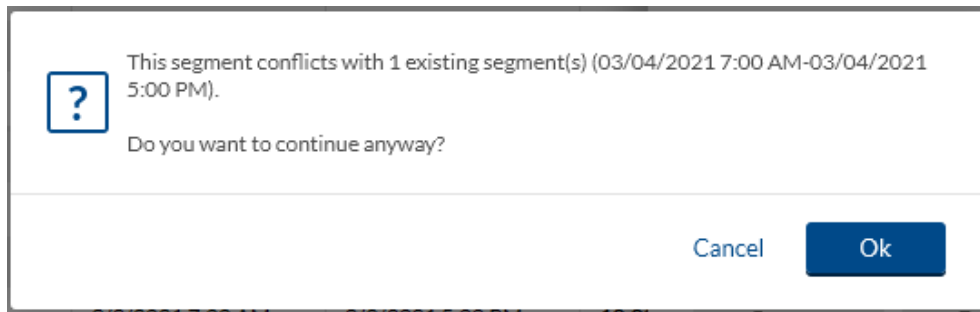 This segment conflicts with 1 existing segment(s) (03/04/2021 7:00 AM-03/04/2021
5:00 PM).
Do you want to continue anyway?
Cancel Ok